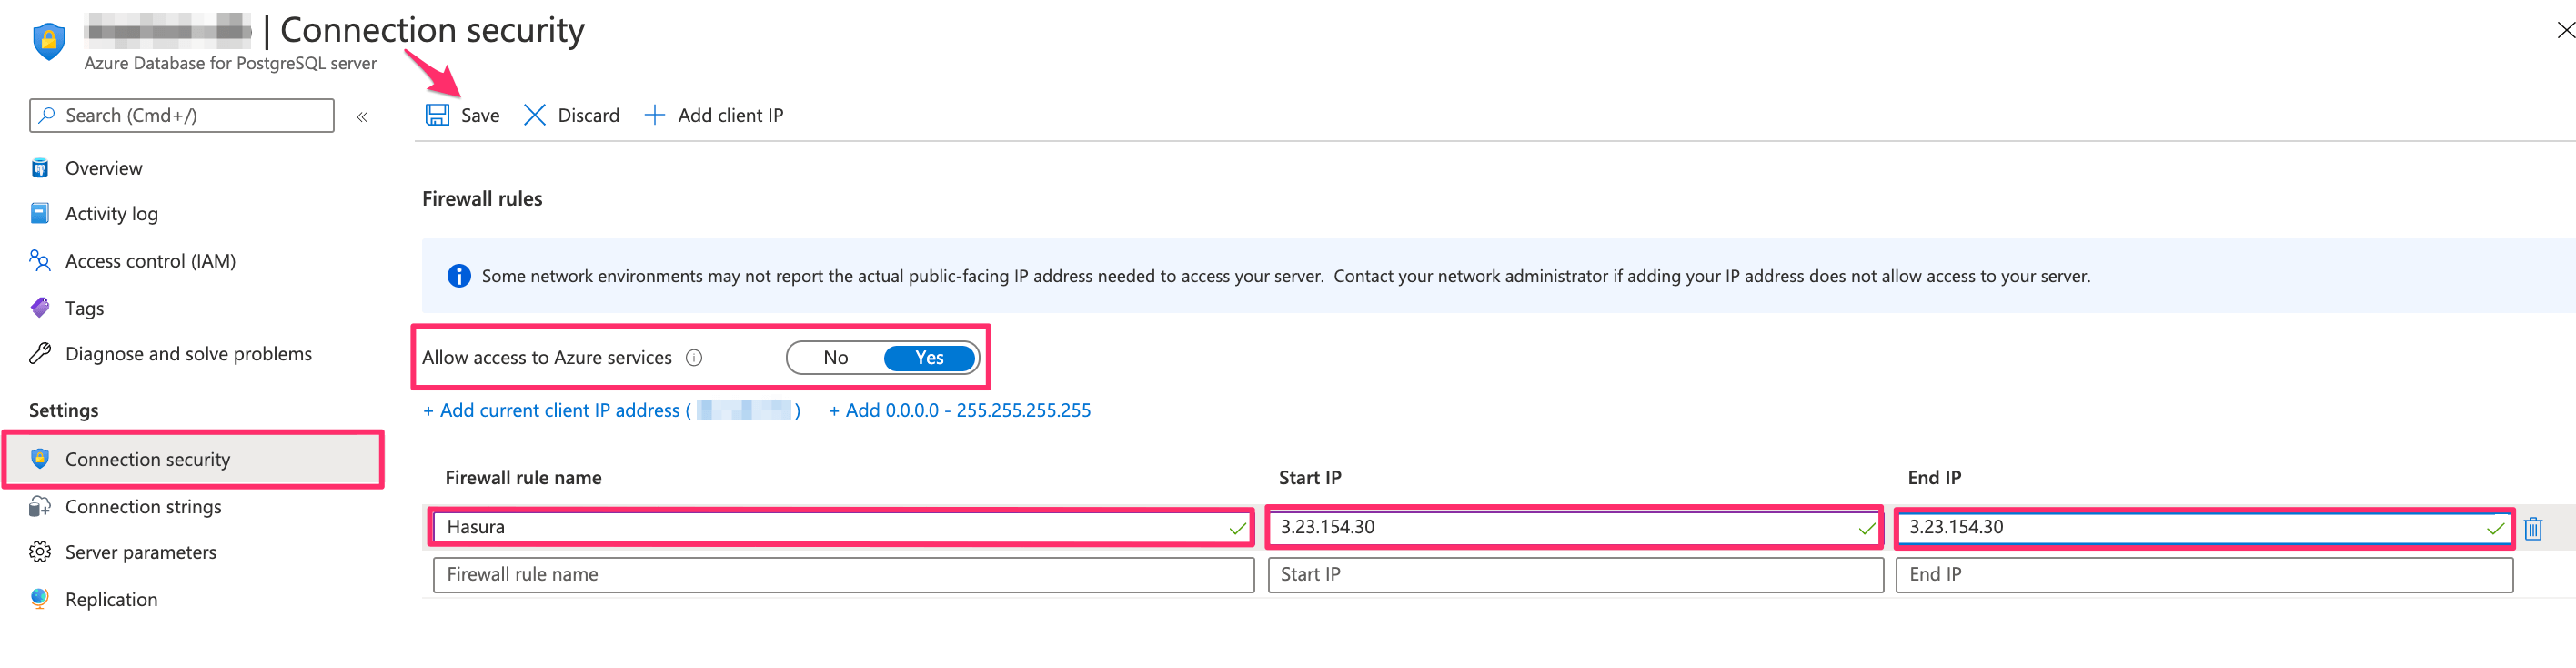 | Connection security
Azure Database for PostgreSQL server
Search (Cmd+/)
«
Save
Discard
Add client IP
Overview
Activity log
Access control (IAM)
Tags
Diagnose and solve problems
Settings
Connection security
Connection strings
Server parameters
Replication
Firewall rules
Some network environments may not report the actual public-facing IP address needed to access your server. Contact your network administrator if adding your IP address does not allow access to your server.
Allow access to Azure services
No
Yes
+ Add current client IP address ( )
+ Add 0.0.0.0 - 255.255.255.255
Firewall rule name
Start IP
End IP
Hasura
3.23.154.30
3.23.154.30
Firewall rule name
Start IP
End IP